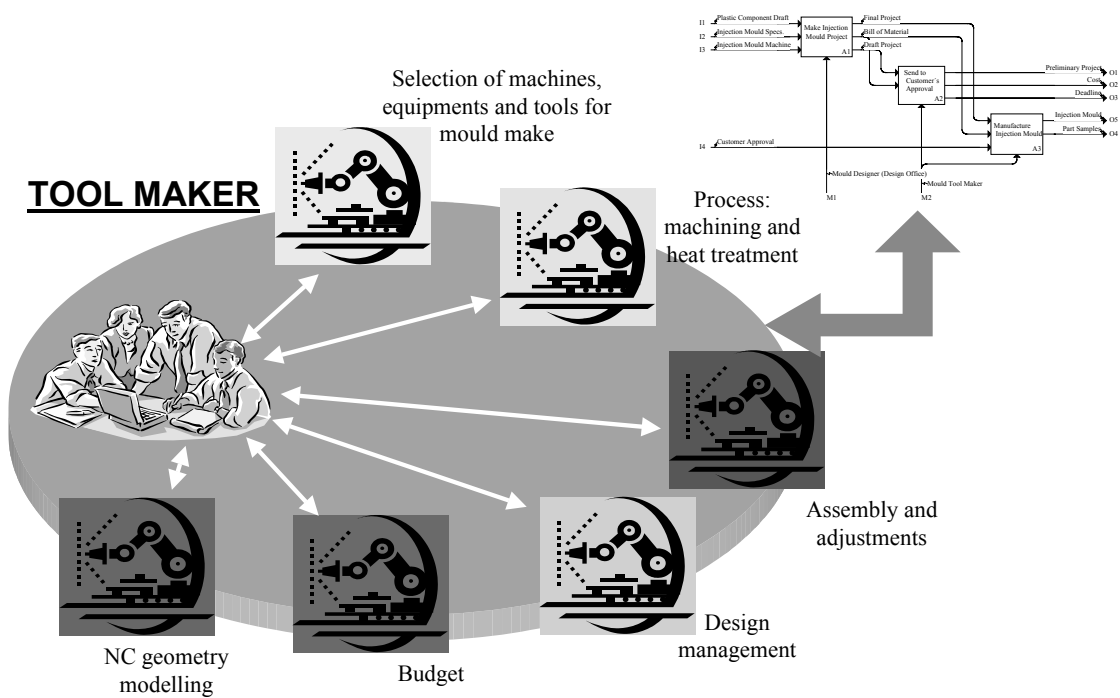 I1
Plastic Component Draft
I2
Injection Mould Specs.
I3
Injection Mould Machine
Make Injection
Mould Project
A1
Final Project
Bill of Material
Draft Project
Send to
Customer´s
Approval
A2
Preliminary Project
O1
Cost
O2
Deadline
O3
Manufacture
Injection Mould
A3
Injection Mould
O5
Part Samples
O4
I4
Customer Approval
Mould Designer (Design Office)
Mould Tool Maker
M1
M2
Selection of machines,
equipments and tools for
mould make
TOOL MAKER
Process:
machining and
heat treatment
Assembly and
adjustments
Design
management
Budget
NC geometry
modelling